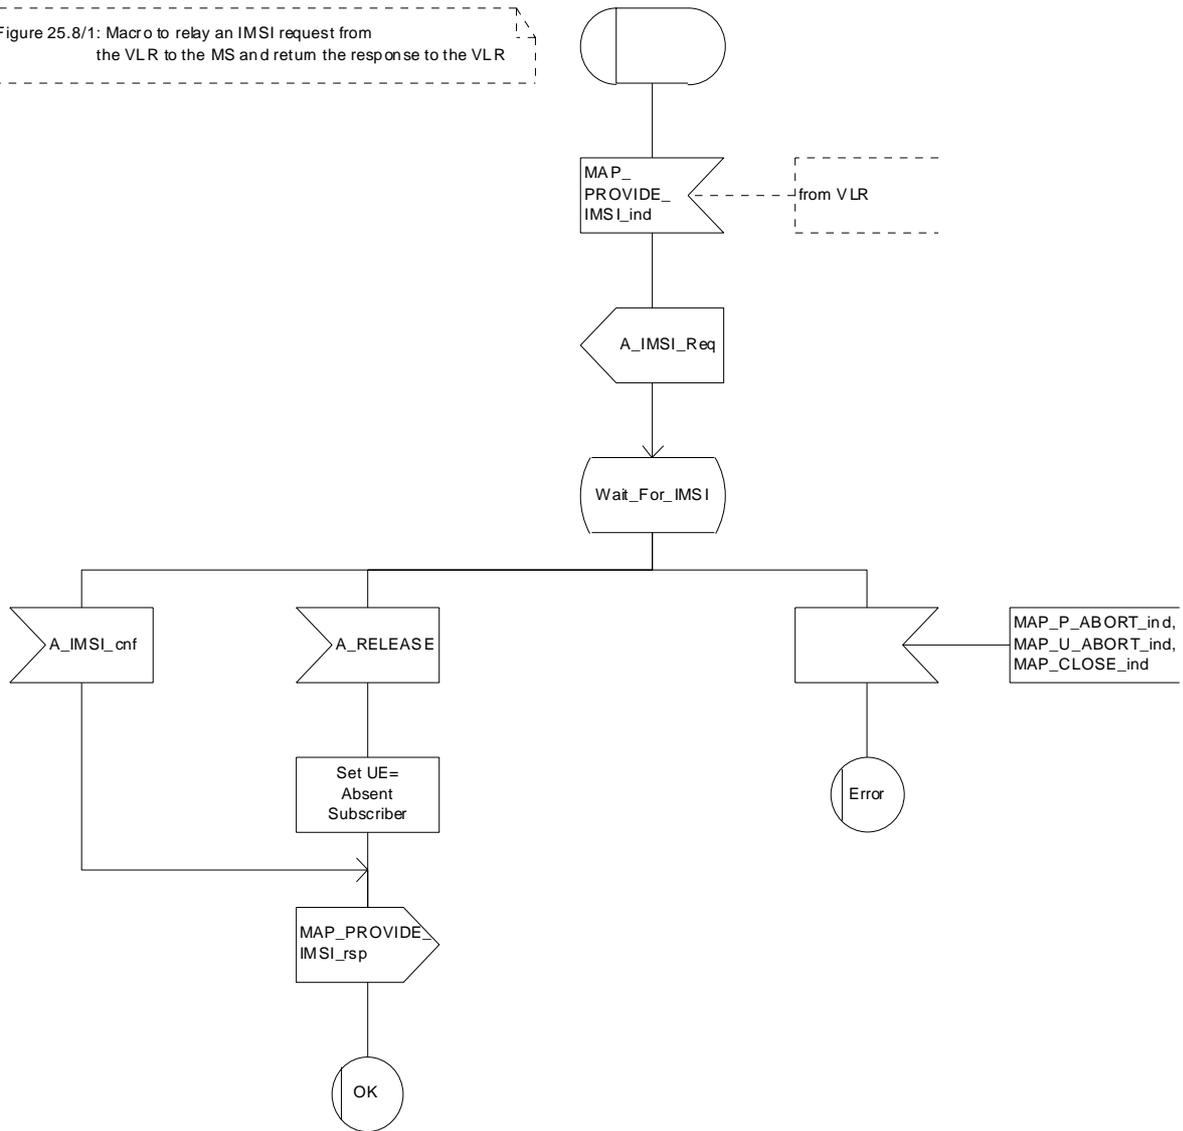 Figure 25.8/1: Macro to relay an IMSI request from
the VLR to the MS and return the response to the VLR
MAP_
PROVIDE_
IMSI_ind
from VLR
A_IMSI_Req
Wait_For_IMSI
A_IMSI_cnf
A_RELEASE
MAP_P_ABORT_ind,
MAP_U_ABORT_ind,
MAP_CLOSE_ind
Set UE=
Absent
Subscriber
Error
MAP_PROVIDE_
IMSI_rsp
OK